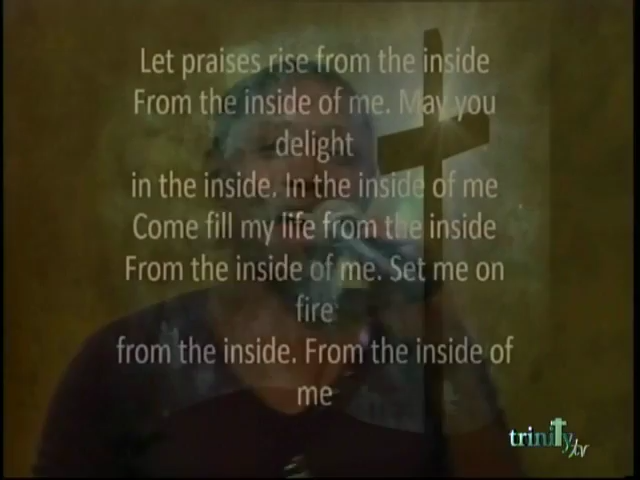 Let praises rise from the inside
From the inside of me. May you
delight
in the inside. In the inside of me
Come fill my life from the inside
From the inside of me. Set me on
fire
from the inside. From the inside of
me
trinity tv